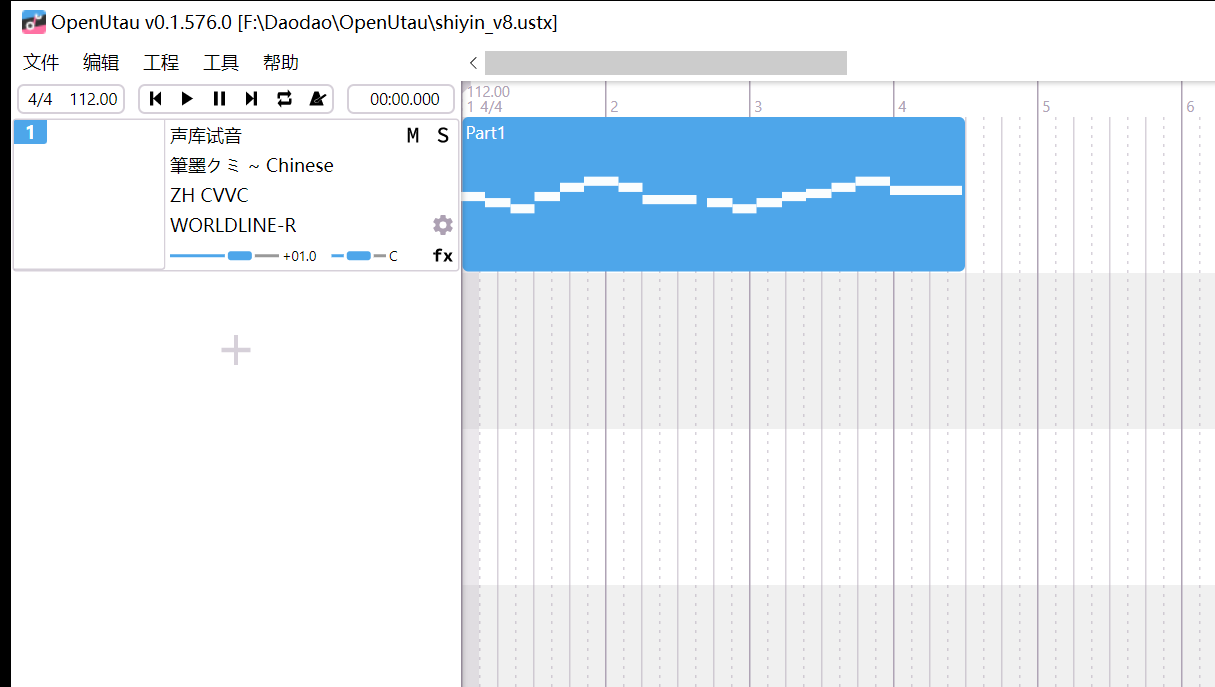 OpenUtau v0.1.576.0 [F:\Daodao\OpenUtau\shiyin_v8.ustx]
文件 编辑 工程 工具 帮助
4/4 112.00 00:00.000
112.00
1 4/4 2 3 4 5 6
1 声库试音 M S
Part1
筆墨クミ ~ Chinese
ZH CVVC
WORLDLINE-R
+01.0 C fx